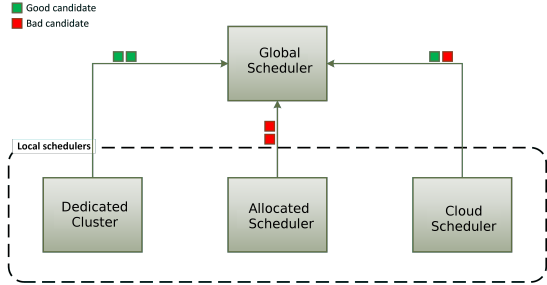 Good candidate
Bad candidate
Global
Scheduler
Local schedulers
Dedicated
Cluster
Allocated
Scheduler
Cloud
Scheduler